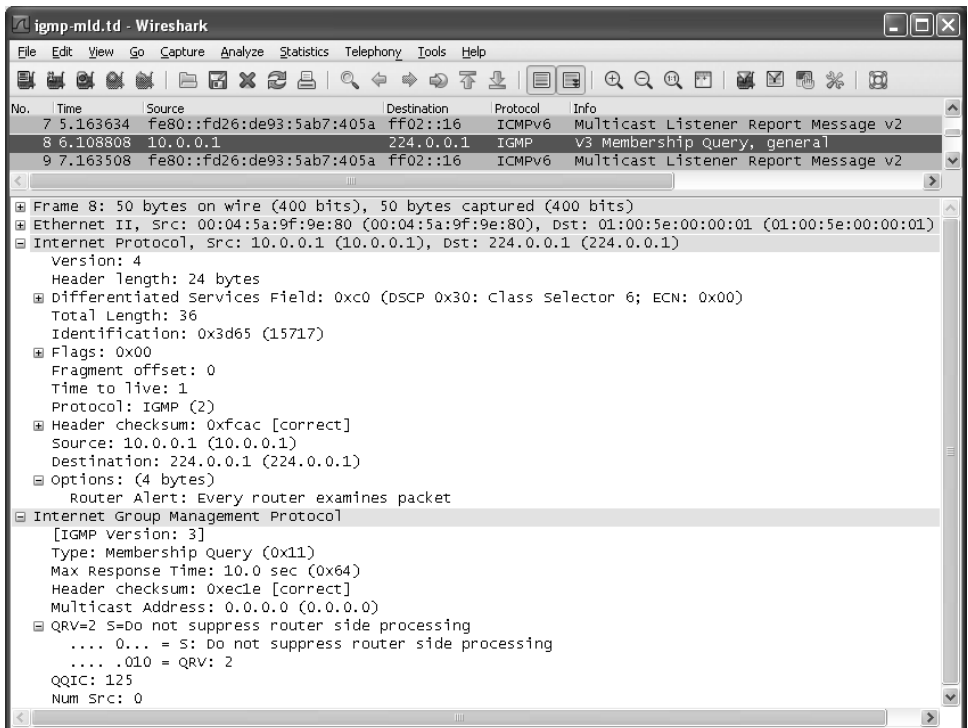 igmp-mld.td - Wireshark
File Edit View Go Capture Analyze Statistics Telephony Tools Help
No. Time Source Destination Protocol Info
7 5.163634 fe80::fd26:de93:5ab7:405a ff02::16 ICMPv6 Multicast Listener Report Message v2
8 6.108808 10.0.0.1 224.0.0.1 IGMP V3 Membership Query, general
9 7.163508 fe80::fd26:de93:5ab7:405a ff02::16 ICMPv6 Multicast Listener Report Message v2
Frame 8: 50 bytes on wire (400 bits), 50 bytes captured (400 bits)
Ethernet II, Src: 00:04:5a:9f:9e:80 (00:04:5a:9f:9e:80), Dst: 01:00:5e:00:00:01 (01:00:5e:00:00:01)
Internet Protocol, Src: 10.0.0.1 (10.0.0.1), Dst: 224.0.0.1 (224.0.0.1)
Version: 4
Header length: 24 bytes
Differentiated Services Field: 0xc0 (DSCP 0x30: Class Selector 6; ECN: 0x00)
Total Length: 36
Identification: 0x3d65 (15717)
Flags: 0x00
Fragment offset: 0
Time to live: 1
Protocol: IGMP (2)
Header checksum: 0xfcac [correct]
Source: 10.0.0.1 (10.0.0.1)
Destination: 224.0.0.1 (224.0.0.1)
Options: (4 bytes)
Router Alert: Every router examines packet
Internet Group Management Protocol
[IGMP Version: 3]
Type: Membership Query (0x11)
Max Response Time: 10.0 sec (0x64)
Header checksum: 0xec1e [correct]
Multicast Address: 0.0.0.0 (0.0.0.0)
QRV=2 S=Do not suppress router side processing
.... 0... = S: Do not suppress router side processing
.... .010 = QRV: 2
QQIC: 125
Num Src: 0